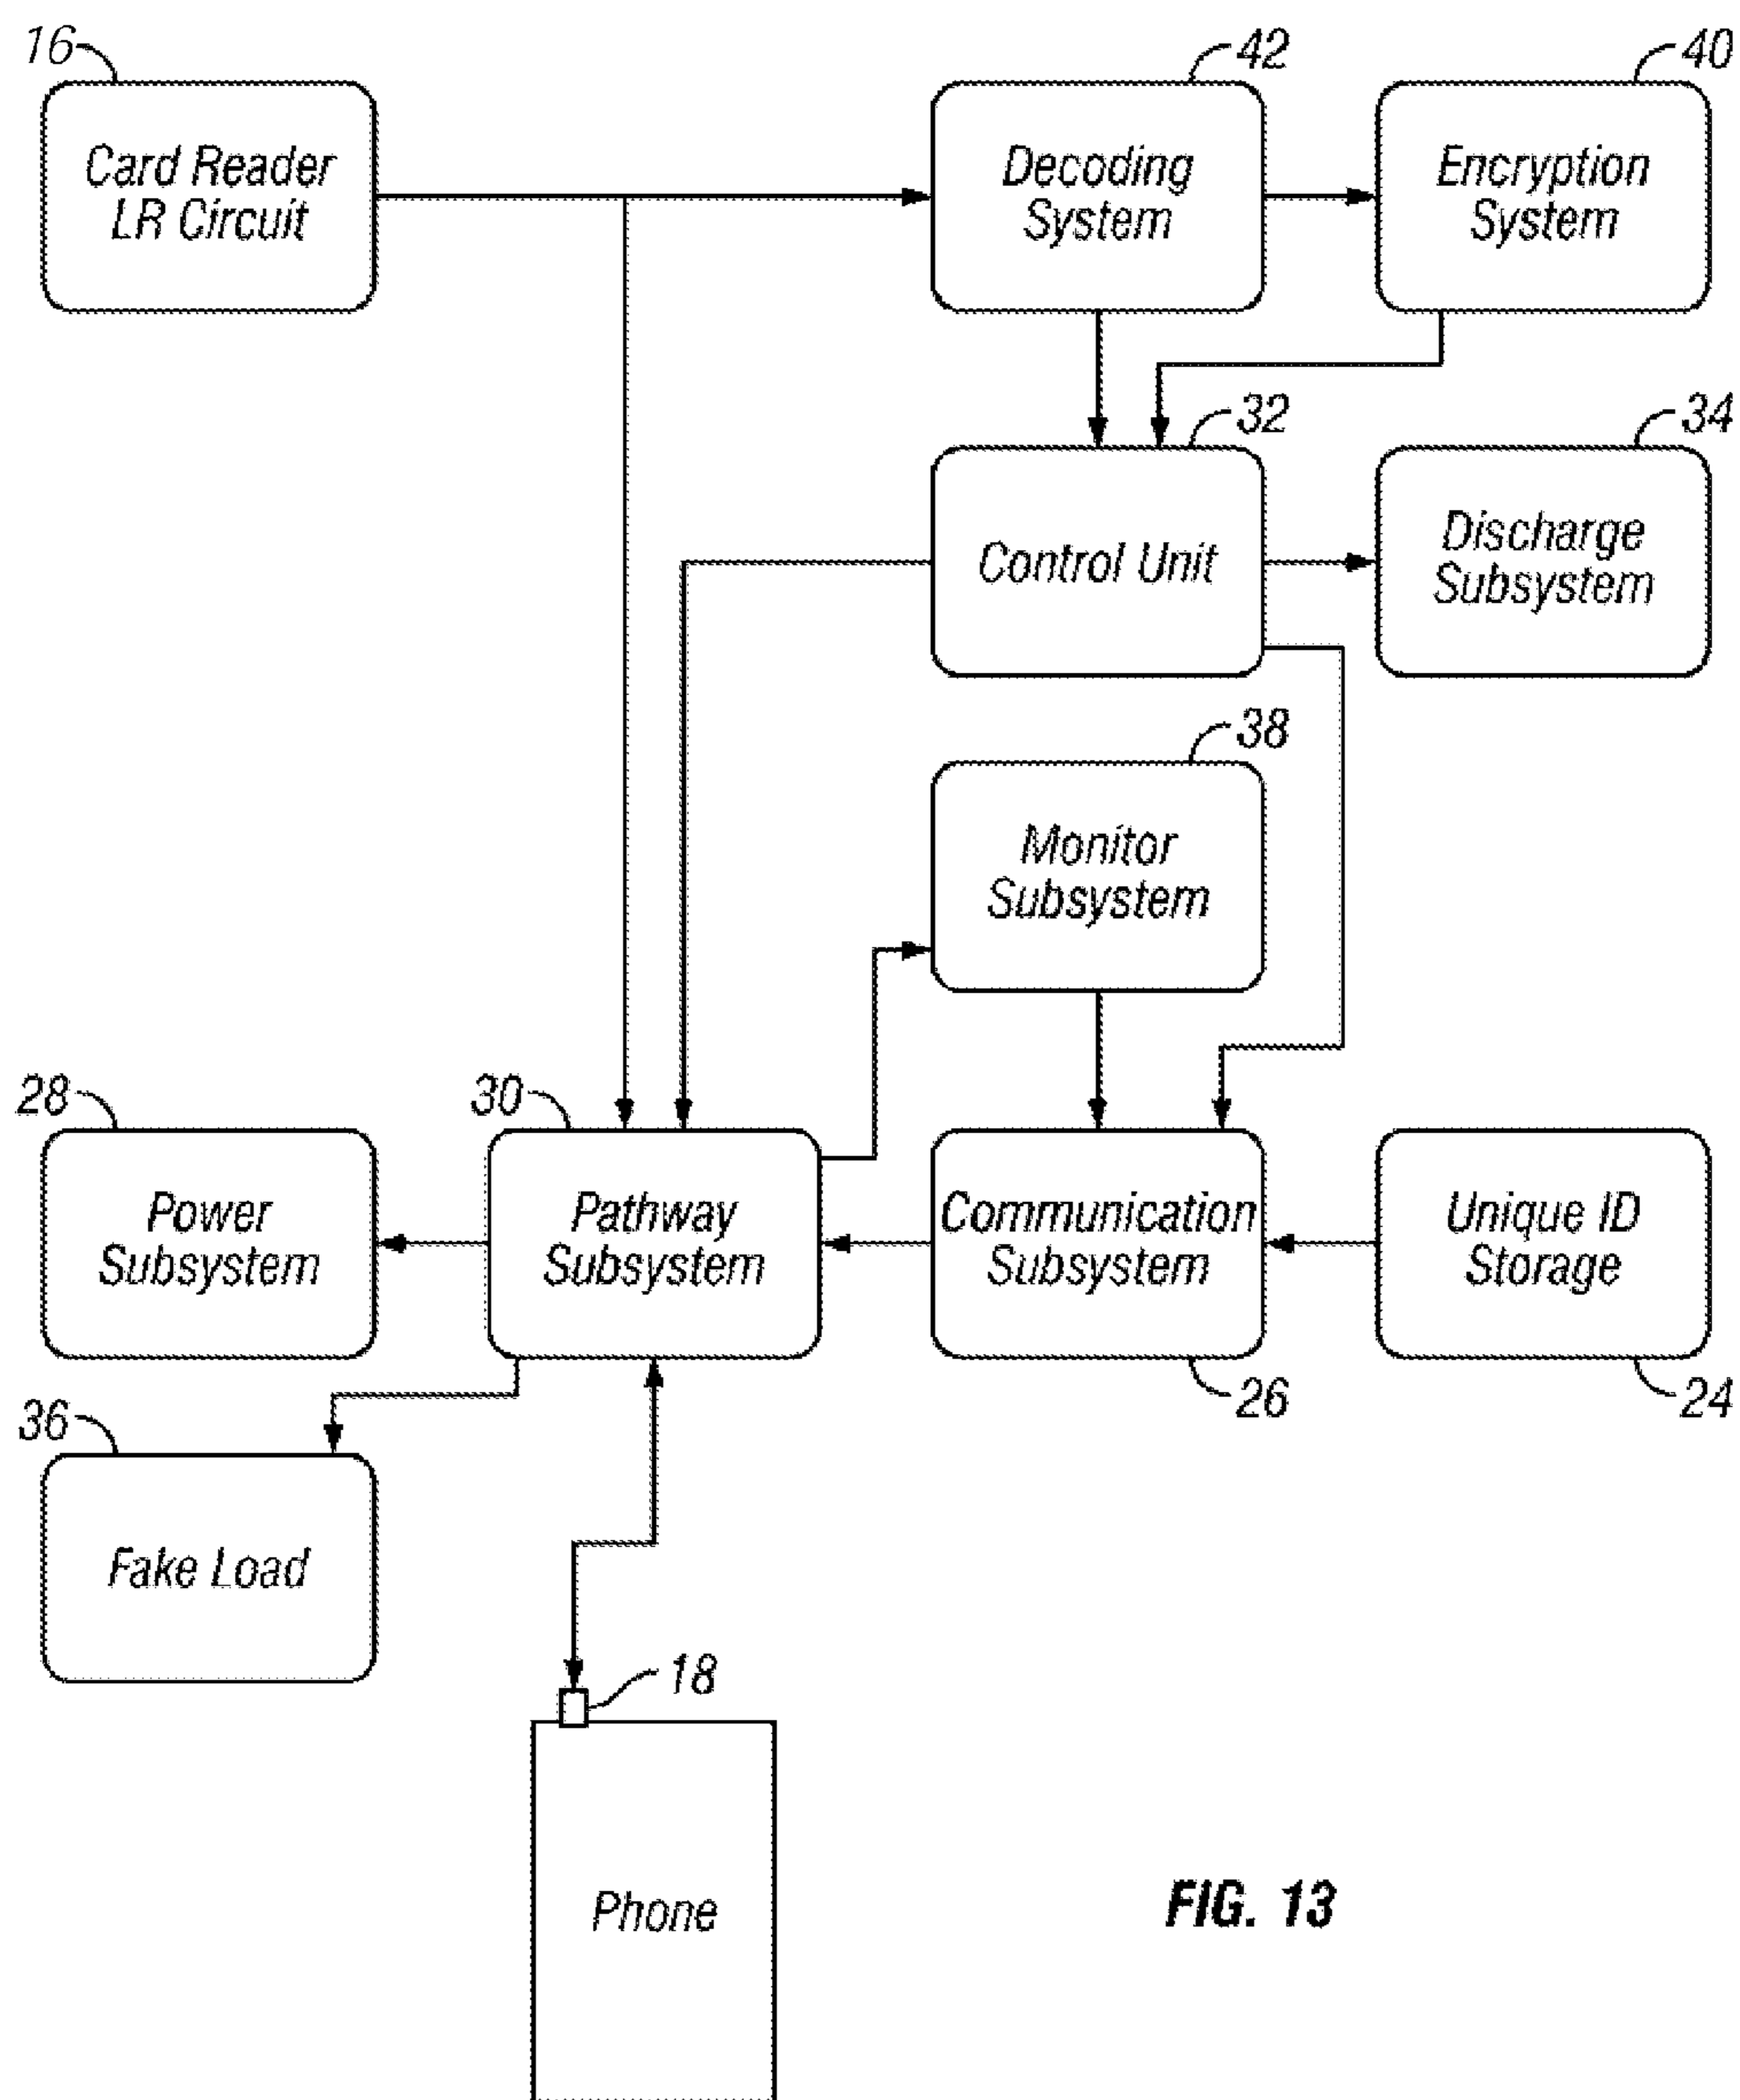 16
42
40
Card Reader
LR Circuit
Decoding
System
Encryption
System
32
34
Control Unit
Discharge
Subsystem
38
Monitor
Subsystem
28
30
Power
Subsystem
Pathway
Subsystem
Communication
Subsystem
Unique ID
Storage
36
26
24
Fake Load
18
Phone
FIG. 13